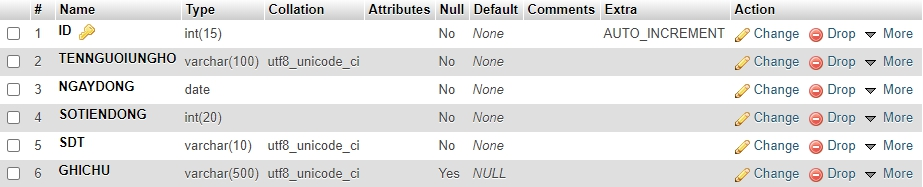 # Name Type Collation Attributes Null Default Comments Extra Action
1 ID int(15) No None AUTO_INCREMENT Change Drop More
2 TENNGUOIUNGHO varchar(100) utf8_unicode_ci No None Change Drop More
3 NGAYDONG date No None Change Drop More
4 SOTIENDONG int(20) No None Change Drop More
5 SDT varchar(10) utf8_unicode_ci No None Change Drop More
6 GHICHU varchar(500) utf8_unicode_ci Yes NULL Change Drop More